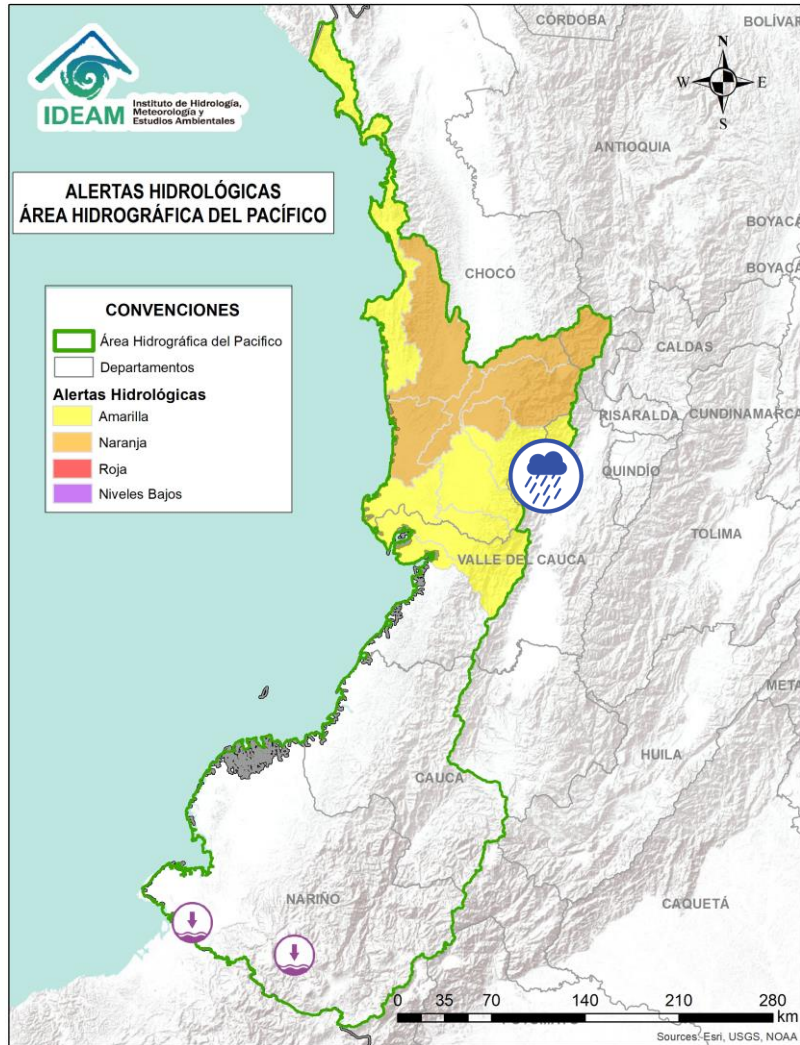 IDEAM
Instituto de Hidrología,
Meteorología y
Estudios Ambientales
ALERTAS HIDROLÓGICAS
ÁREA HIDROGRÁFICA DEL PACÍFICO
CONVENCIONES
Área Hidrográfica del Pacifico
Departamentos
Alertas Hidrológicas
Amarilla
Naranja
Roja
Niveles Bajos
CÓRDOBA
BOLÍVAR
N
W
E
S
ANTIOQUIA
BOYACÁ
CHOCÓ
BOYACÁ
CALDAS
RISARALDA
CUNDINAMARCA
QUINDÍO
TOLIMA
VALLE DEL CAUCA
META
HUILA
CAUCA
NARIÑO
CAQUETÁ
0 35 70 140 210 280
km
Sources: Esri, USGS, NOAA